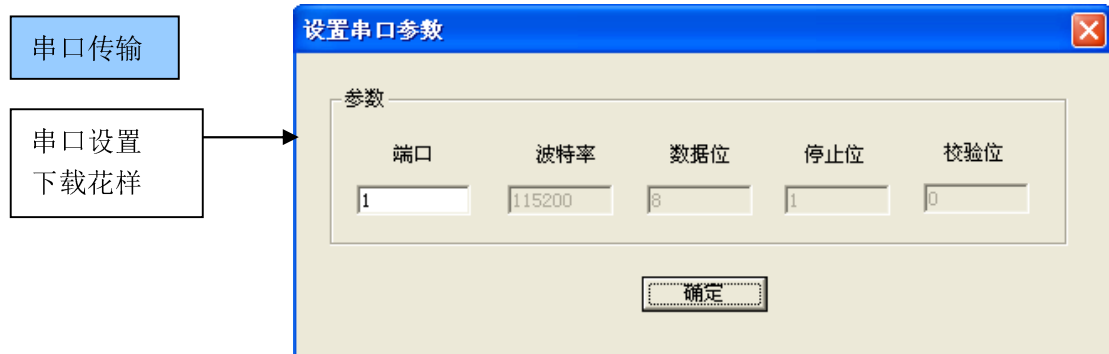 串口传输
串口设置
下载花样
设置串口参数
参数
端口 波特率 数据位 停止位 校验位
1 115200 8 1 0
确定